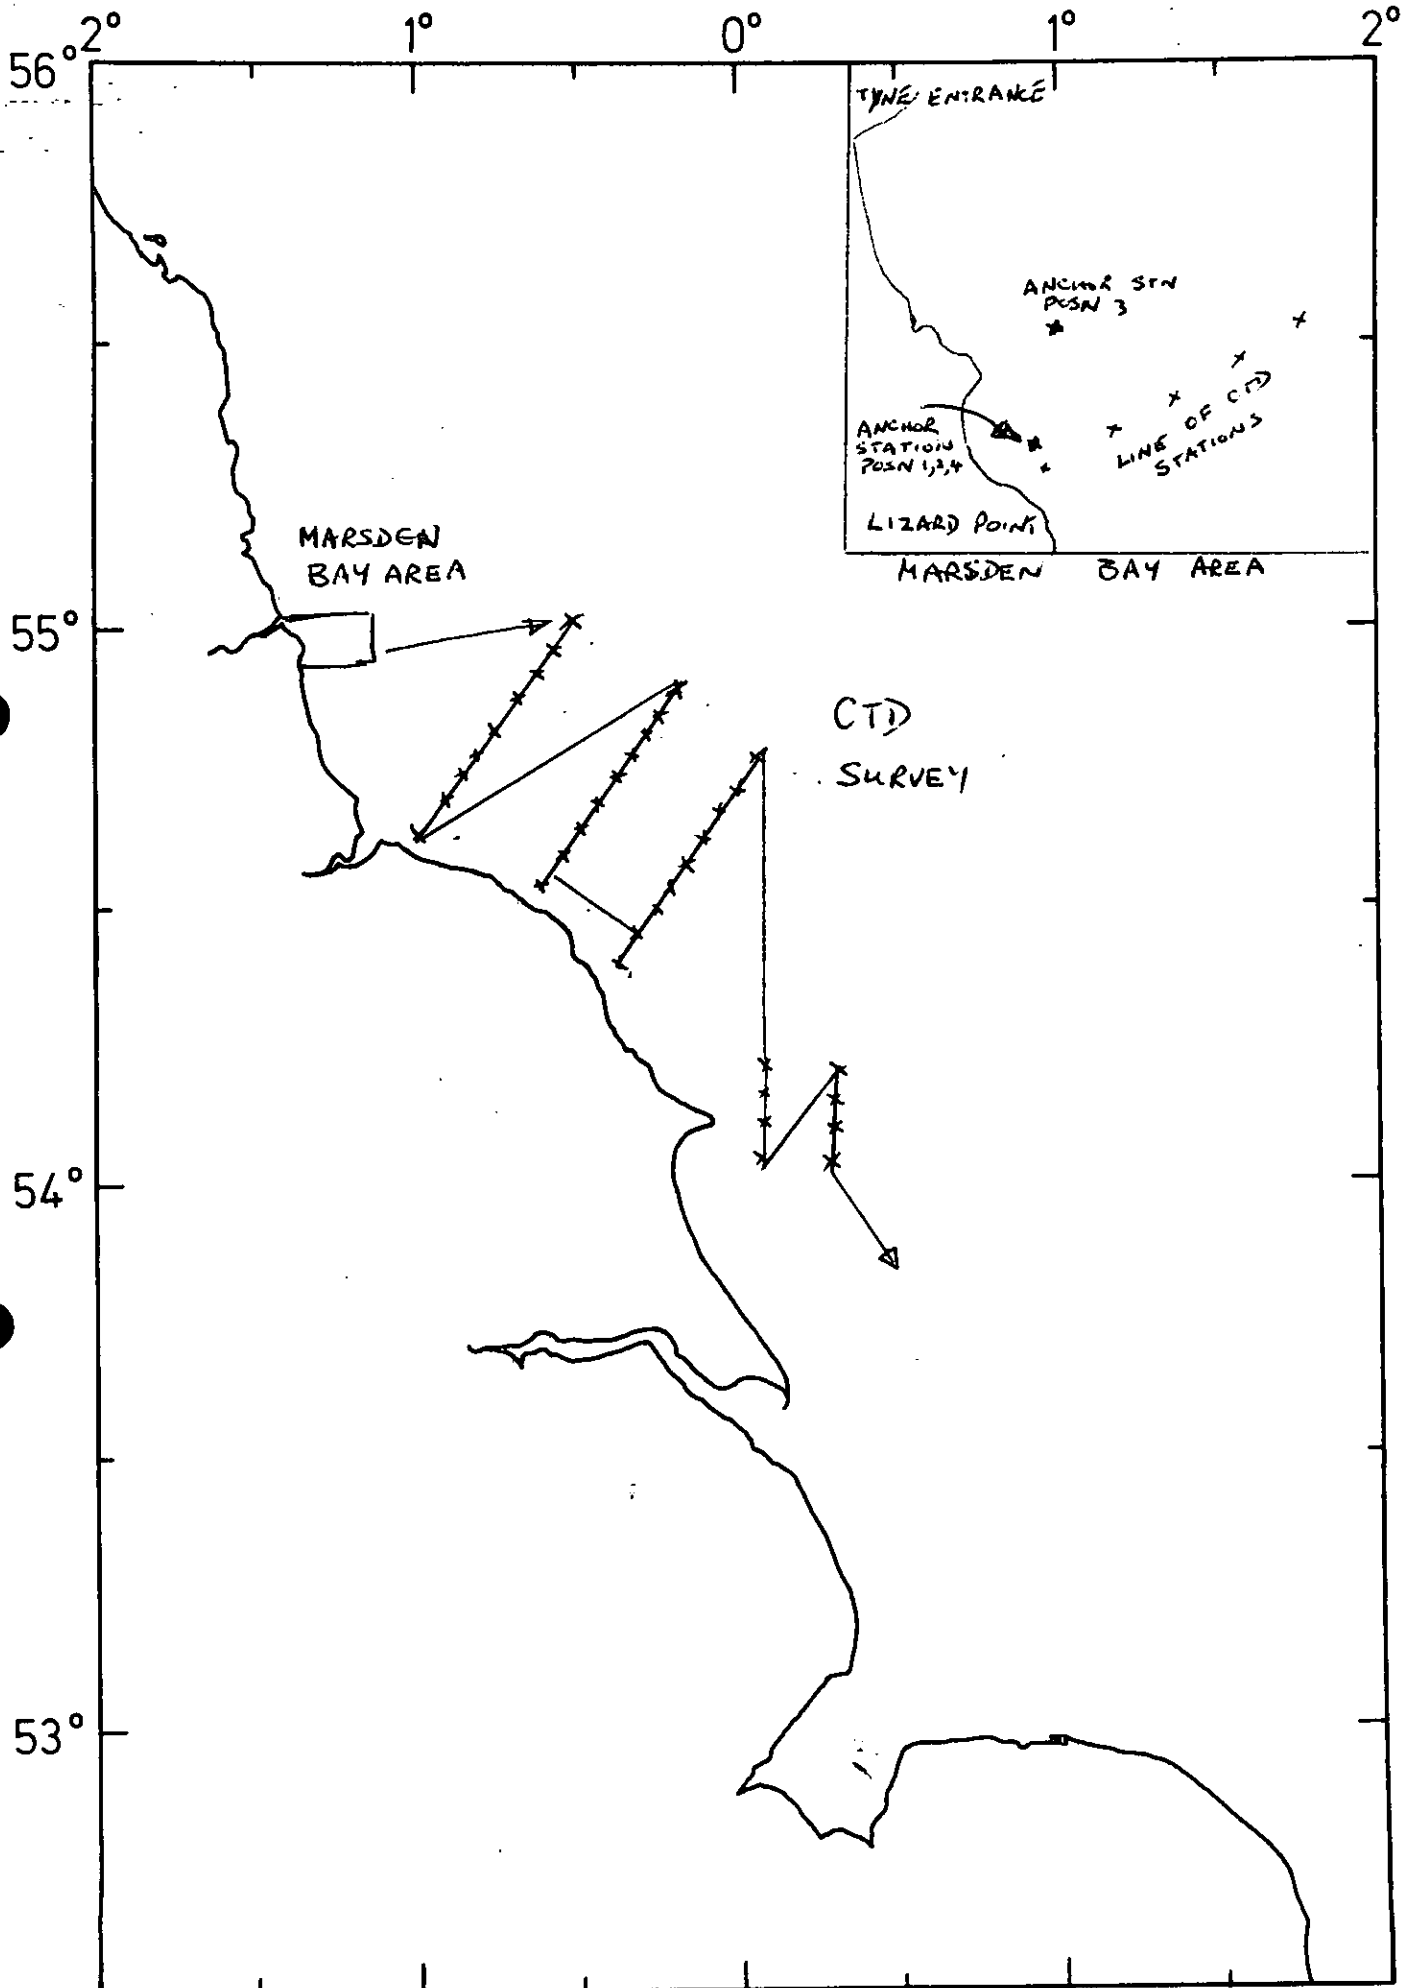 2° 1° 0° 1° 2°
56°
TYNE ENTRANCE
ANCHOR STN
POSN 3
ANCHOR
STATION
POSN 1,2,4
LINE OF CTD
STATIONS
LIZARD POINT
MARSDEN BAY AREA
MARSDEN
BAY AREA
55°
CTD
SURVEY
54°
53°